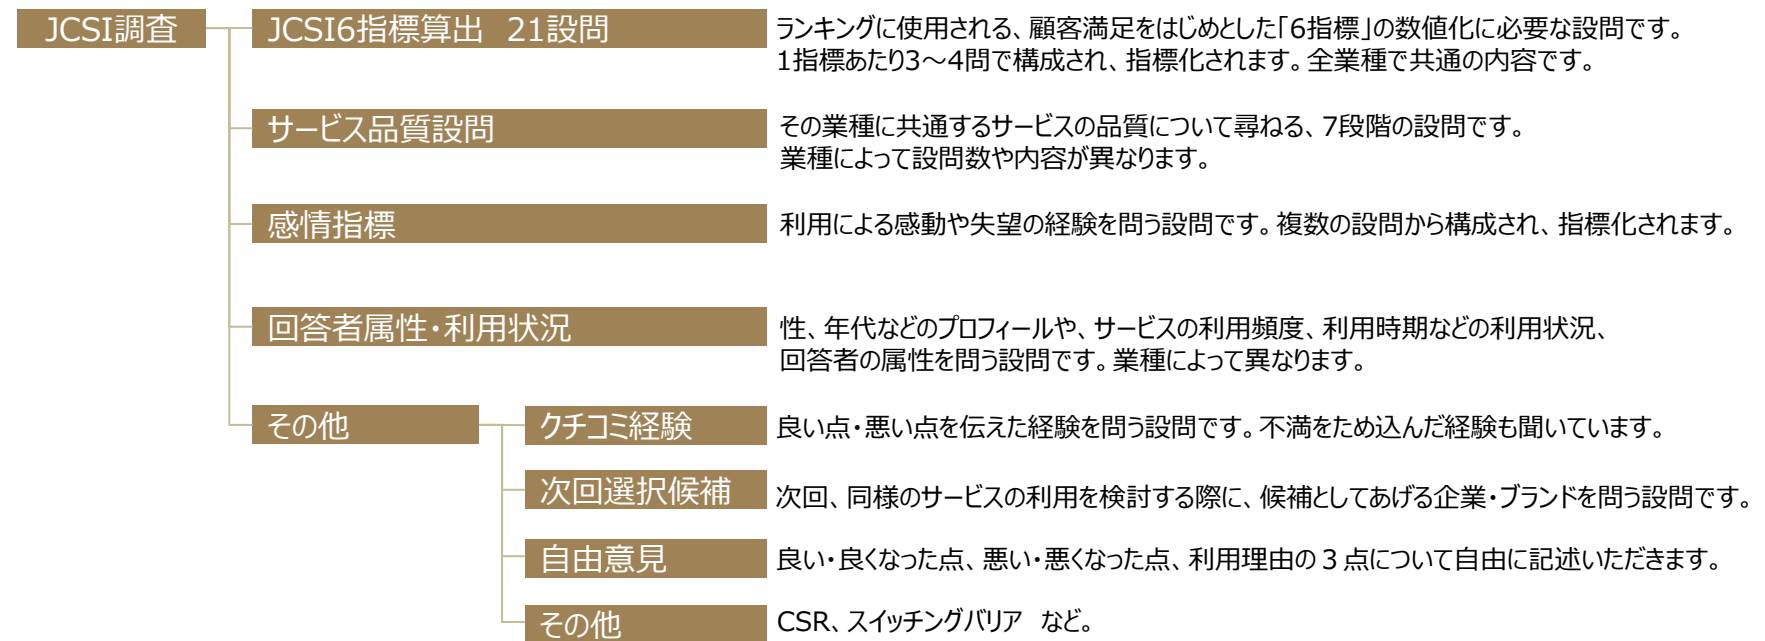 JCSI調査
JCSI6指標算出　21設問
ランキングに使用される、顧客満足をはじめとした「6指標」の数値化に必要な設問です。
1指標あたり3～4問で構成され、指標化されます。全業種で共通の内容です。
サービス品質設問
その業種に共通するサービスの品質について尋ねる、7段階の設問です。
業種によって設問数や内容が異なります。
感情指標
利用による感動や失望の経験を問う設問です。複数の設問から構成され、指標化されます。
回答者属性・利用状況
性、年代などのプロフィールや、サービスの利用頻度、利用時期などの利用状況、
回答者の属性を問う設問です。業種によって異なります。
その他
クチコミ経験
良い点・悪い点を伝えた経験を問う設問です。不満をため込んだ経験も聞いています。
次回選択候補
次回、同様のサービスの利用を検討する際に、候補としてあげる企業・ブランドを問う設問です。
自由意見
良い・良くなった点、悪い・悪くなった点、利用理由の３点について自由に記述いただきます。
その他
CSR、スイッチングバリア　など。